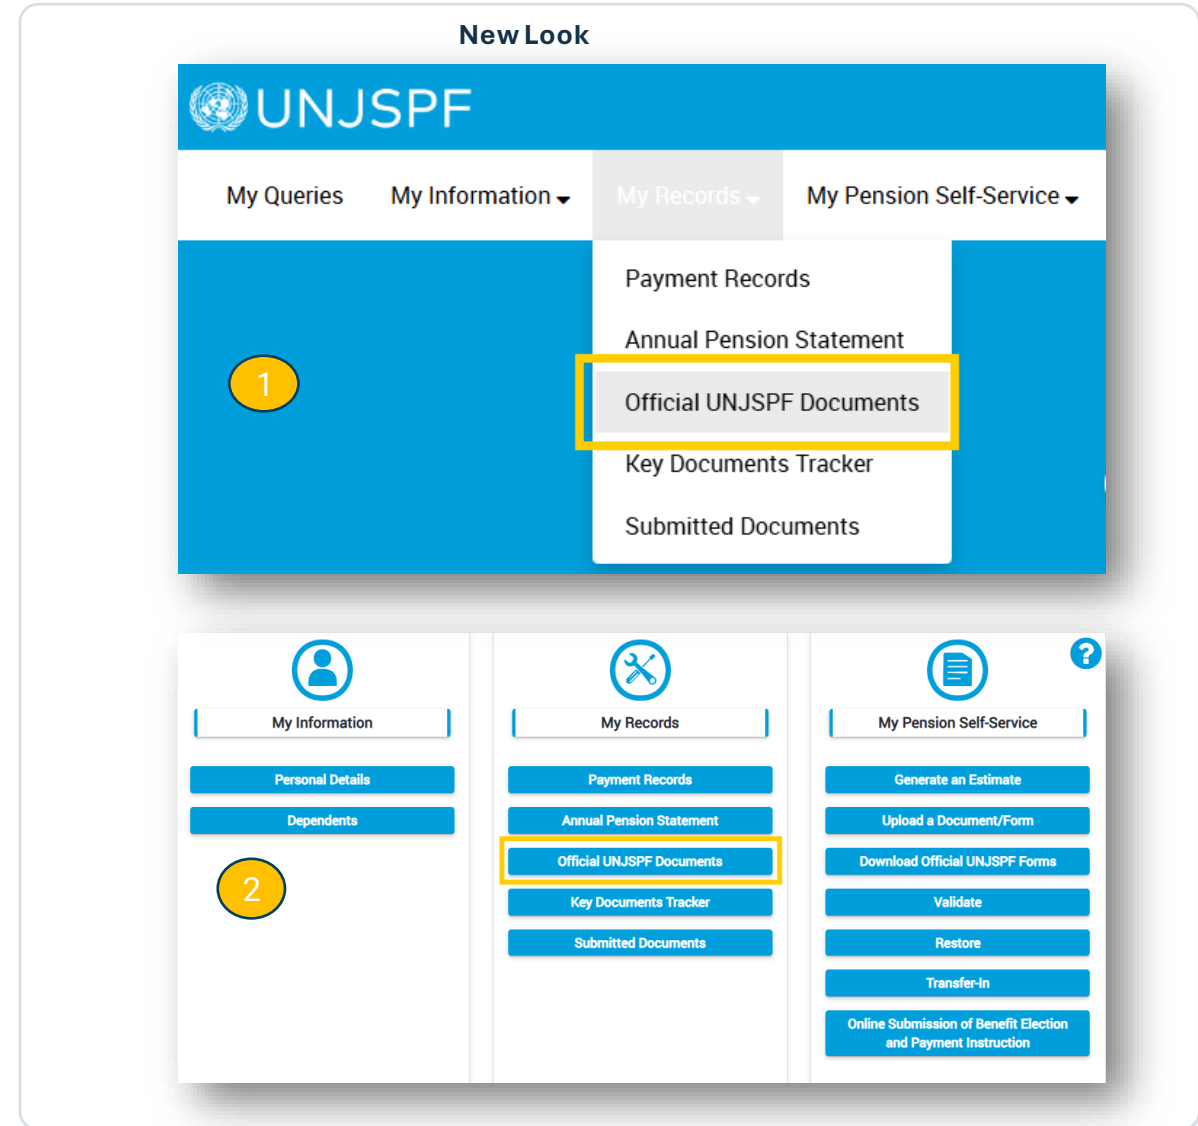 New Look
UNJSPF
My Queries My Information My Records My Pension Self-Service
Payment Records
Annual Pension Statement
1
Official UNJSPF Documents
Key Documents Tracker
Submitted Documents
?
My Information
Personal Details
Dependents
2
My Records
Payment Records
Annual Pension Statement
Official UNJSPF Documents
Key Documents Tracker
Submitted Documents
My Pension Self-Service
Generate an Estimate
Upload a Document/Form
Download Official UNJSPF Forms
Validate
Restore
Transfer-In
Online Submission of Benefit Election
and Payment Instruction